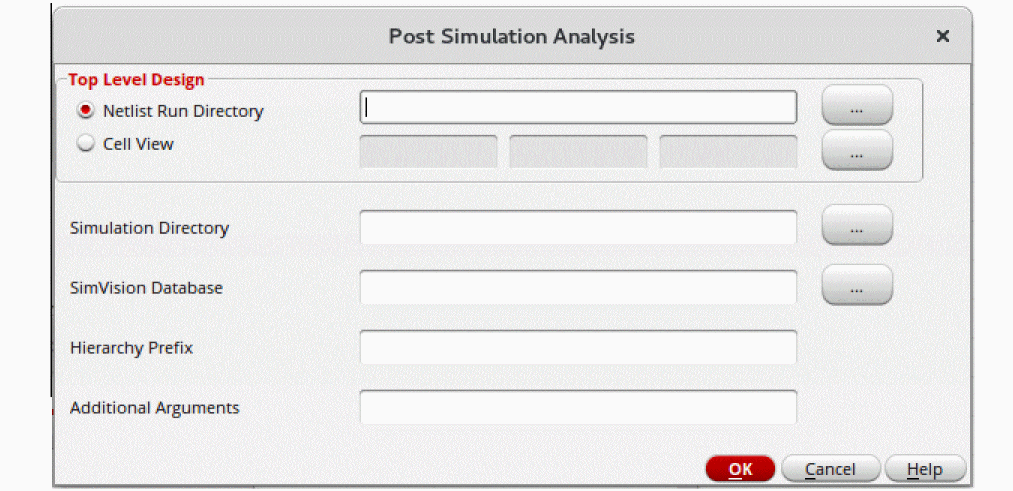 Post Simulation Analysis ×
Top Level Design
Netlist Run Directory ...
Cell View ...
Simulation Directory ...
SimVision Database ...
Hierarchy Prefix
Additional Arguments
OK Cancel Help